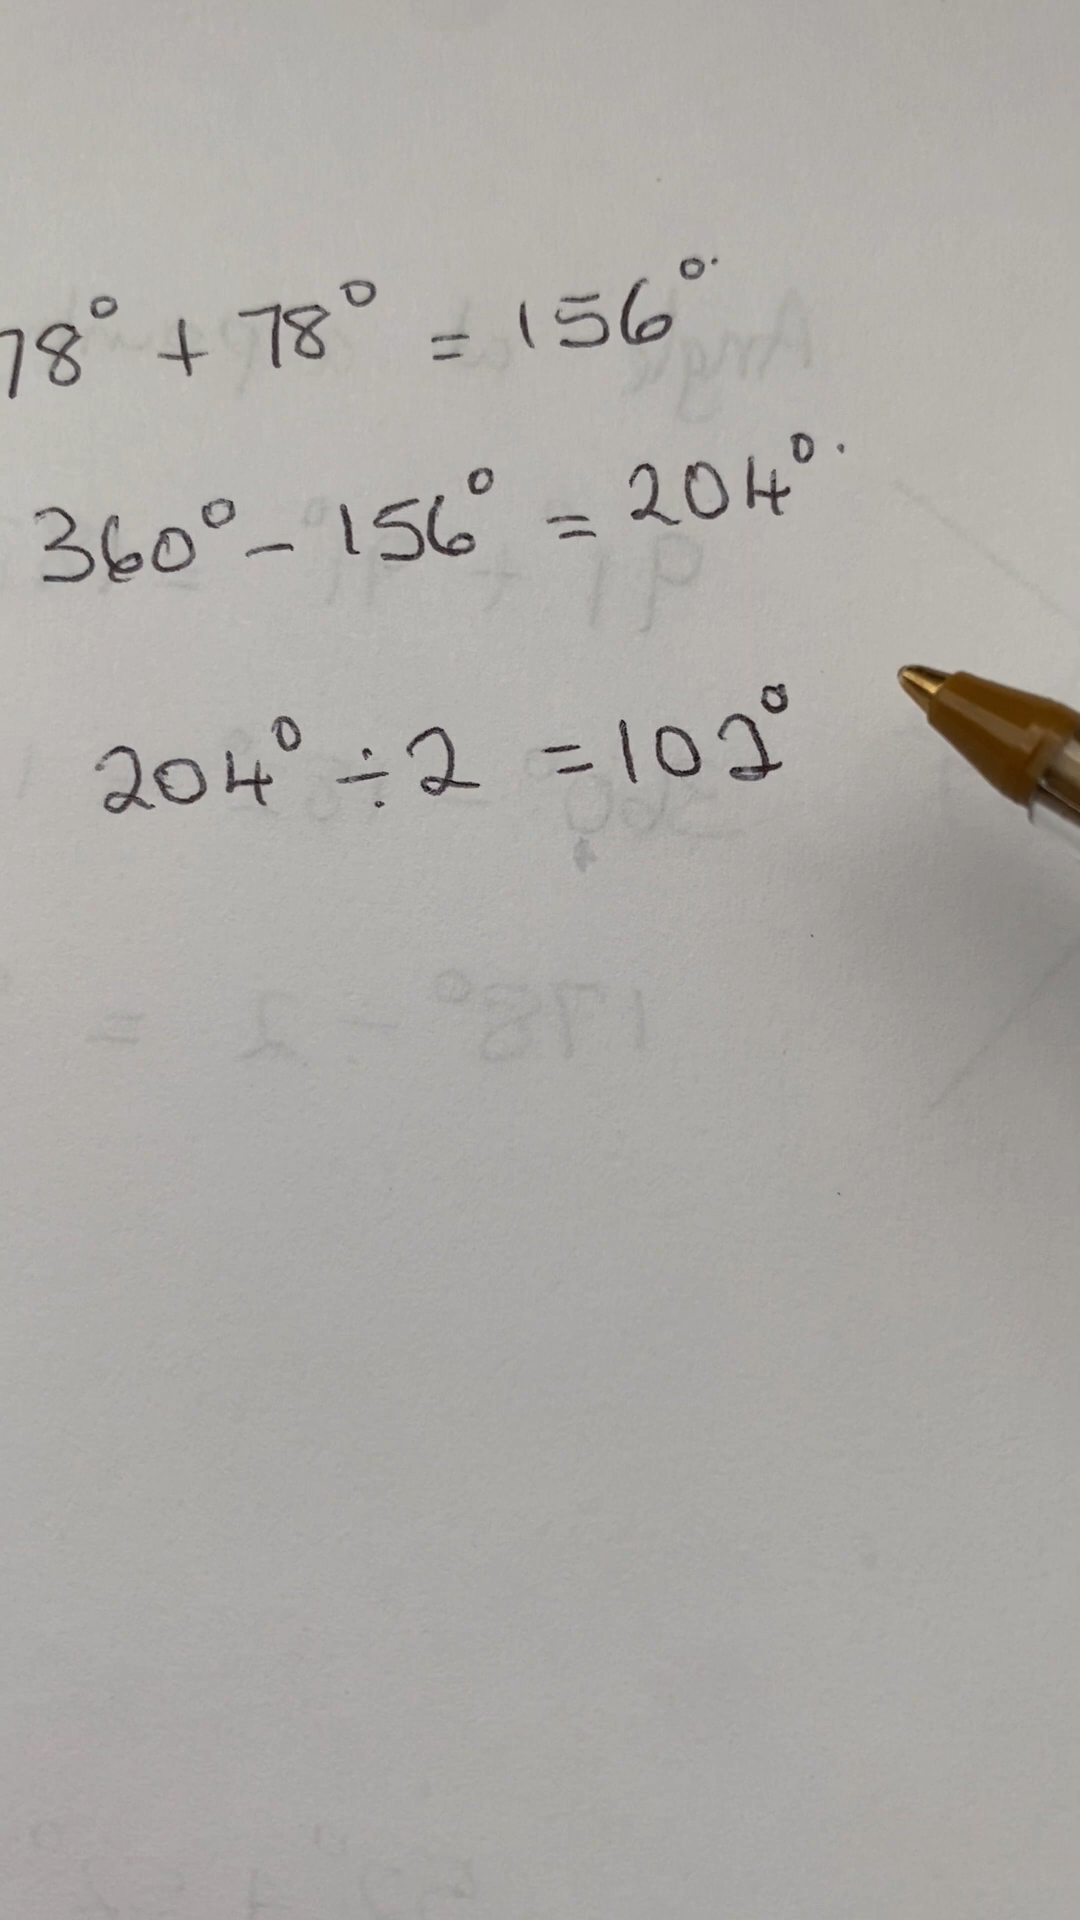 78° + 78° = 156°.
360° - 156° = 204°.
204° ÷ 2 = 102°